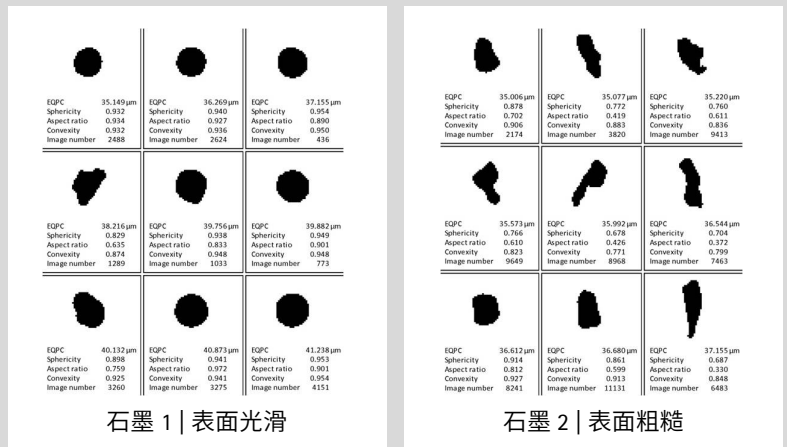 EQPC 35.149 µm
Sphericity 0.932
Aspect ratio 0.934
Convexity 0.932
Image number 2488
EQPC 36.269 µm
Sphericity 0.940
Aspect ratio 0.927
Convexity 0.936
Image number 2624
EQPC 37.155 µm
Sphericity 0.954
Aspect ratio 0.890
Convexity 0.950
Image number 436
EQPC 38.216 µm
Sphericity 0.829
Aspect ratio 0.635
Convexity 0.874
Image number 1289
EQPC 39.756 µm
Sphericity 0.938
Aspect ratio 0.833
Convexity 0.948
Image number 1033
EQPC 39.882 µm
Sphericity 0.949
Aspect ratio 0.901
Convexity 0.948
Image number 773
EQPC 40.132 µm
Sphericity 0.898
Aspect ratio 0.759
Convexity 0.925
Image number 3260
EQPC 40.873 µm
Sphericity 0.941
Aspect ratio 0.972
Convexity 0.941
Image number 3275
EQPC 41.238 µm
Sphericity 0.953
Aspect ratio 0.901
Convexity 0.954
Image number 4151
石墨 1 | 表面光滑
EQPC 35.006 µm
Sphericity 0.878
Aspect ratio 0.702
Convexity 0.906
Image number 2174
EQPC 35.077 µm
Sphericity 0.772
Aspect ratio 0.419
Convexity 0.883
Image number 3820
EQPC 35.220 µm
Sphericity 0.760
Aspect ratio 0.611
Convexity 0.836
Image number 9413
EQPC 35.573 µm
Sphericity 0.766
Aspect ratio 0.610
Convexity 0.823
Image number 9649
EQPC 35.992 µm
Sphericity 0.678
Aspect ratio 0.426
Convexity 0.771
Image number 8968
EQPC 36.544 µm
Sphericity 0.704
Aspect ratio 0.372
Convexity 0.799
Image number 7463
EQPC 36.612 µm
Sphericity 0.914
Aspect ratio 0.812
Convexity 0.927
Image number 8241
EQPC 36.680 µm
Sphericity 0.861
Aspect ratio 0.599
Convexity 0.913
Image number 11131
EQPC 37.155 µm
Sphericity 0.687
Aspect ratio 0.330
Convexity 0.848
Image number 6483
石墨 2 | 表面粗糙